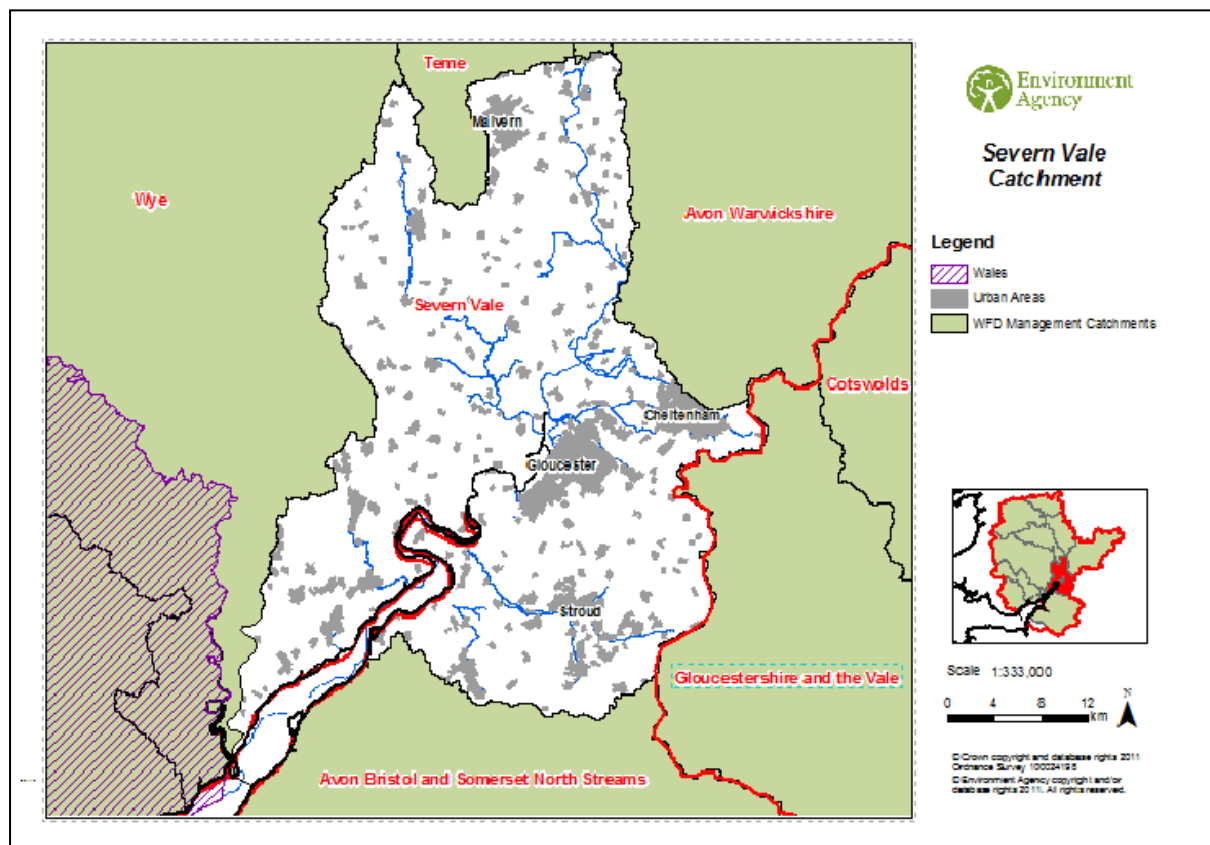 Teme
Malvern
Wye
Avon Warwickshire
Severn Vale
Cotswolds
Cheltenham
Gloucester
Stroud
Gloucestershire and the Vale
Avon Bristol and Somerset North Streams
Environment
Agency
Severn Vale
Catchment
Legend
Wales
Urban Areas
WFD Management Catchments
Scale 1:333,000
N
0 4 8 12
km
© Crown copyright and database rights 2011
Ordnance Survey 100024198
© Environment Agency copyright and/or
database rights 2011. All rights reserved.